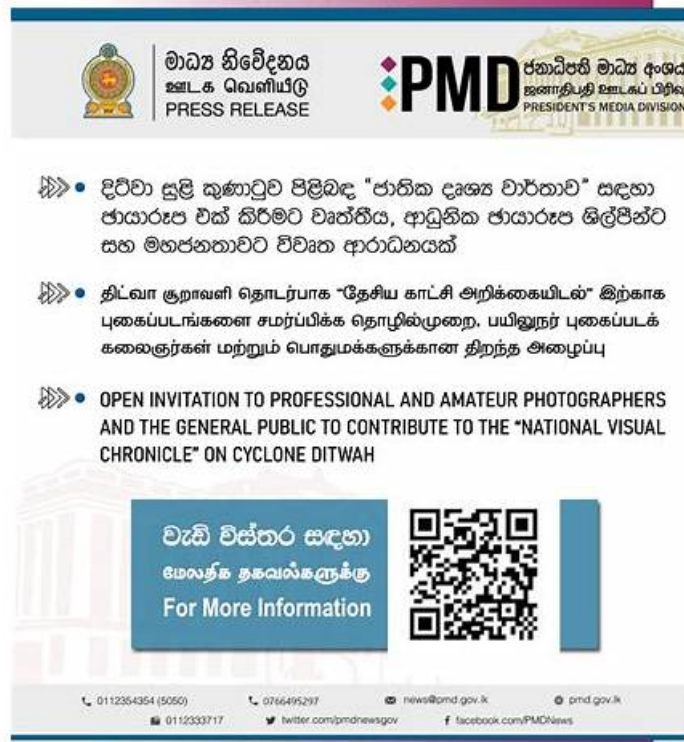 මාධ්‍ය නිවේදනය
ஊடக வெளியீடு
PRESS RELEASE
PMD
ජනාධිපති මාධ්‍ය අංශය
ஜனாதிபதி ஊடகப் பிரிவு
PRESIDENT'S MEDIA DIVISION
දිට්වා සුළි කුණාටුව පිළිබඳ "ජාතික දෘශ්‍ය වාර්තාව" සඳහා
ඡායාරූප එක් කිරීමට වෘත්තීය, ආධුනික ඡායාරූප ශිල්පීන්ට
සහ මහජනතාවට විවෘත ආරාධනයක්
திட்வா சூறாவளி தொடர்பாக “தேசிய காட்சி அறிக்கையிடல்” இற்காக
புகைப்படங்களை சமர்ப்பிக்க தொழில்முறை, பயிலுநர் புகைப்படக்
கலைஞர்கள் மற்றும் பொதுமக்களுக்கான திறந்த அழைப்பு
OPEN INVITATION TO PROFESSIONAL AND AMATEUR PHOTOGRAPHERS
AND THE GENERAL PUBLIC TO CONTRIBUTE TO THE “NATIONAL VISUAL
CHRONICLE” ON CYCLONE DITWAH
වැඩි විස්තර සඳහා
மேலதிக தகவல்களுக்கு
For More Information
0112354354 (5050) 0766495297 news@pmd.gov.lk pmd.gov.lk
0112333717 twitter.com/pmdnewsgov facebook.com/PMDNews